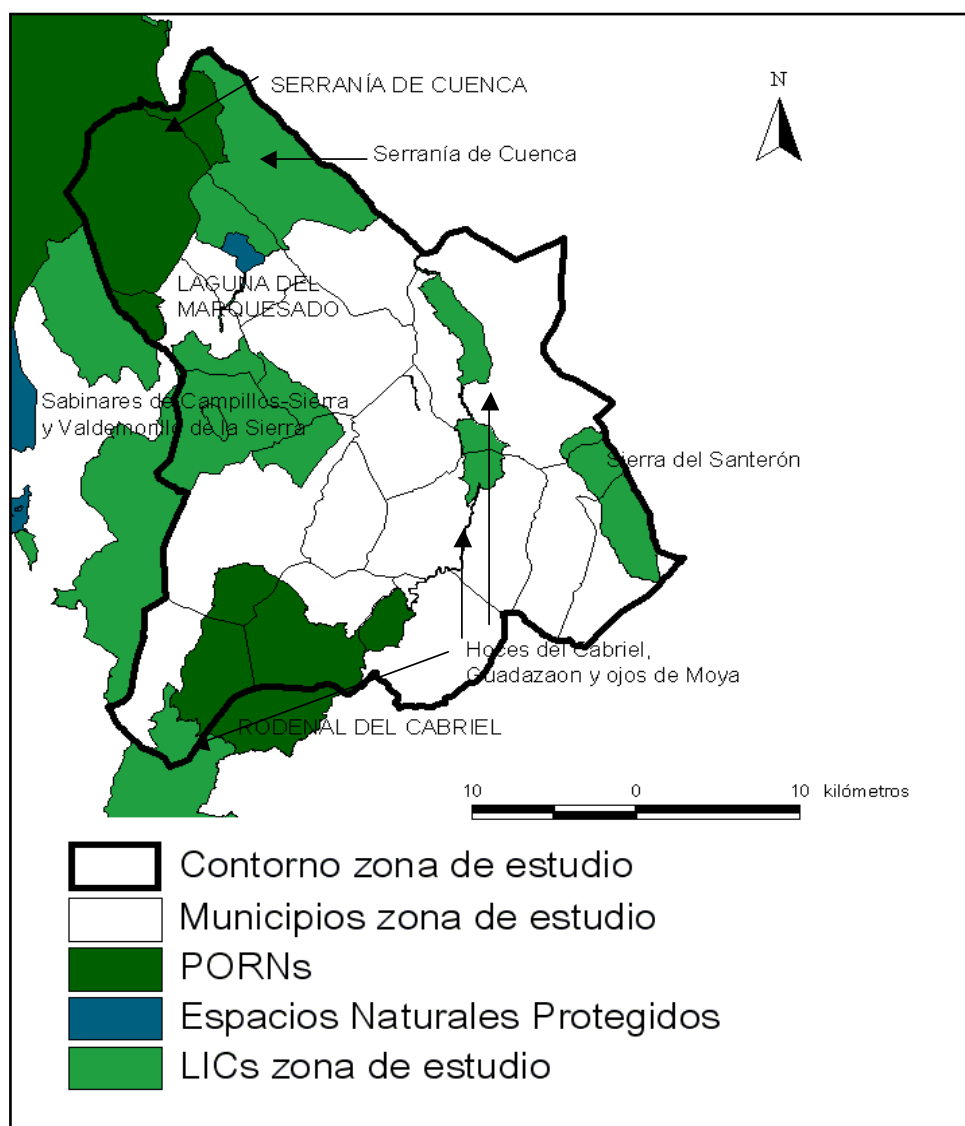 SERRANÍA DE CUENCA
N
Serranía de Cuenca
LAGUNA DEL
MARQUESADO
Sabinares de Campillos-Sierra
y Valdemorillo de la Sierra
Sierra del Santerón
Hoces del Cabriel,
Guadazaon y ojos de Moya
RODENAL DEL CABRIEL
10 0 10 kilómetros
Contorno zona de estudio
Municipios zona de estudio
PORNs
Espacios Naturales Protegidos
LICs zona de estudio